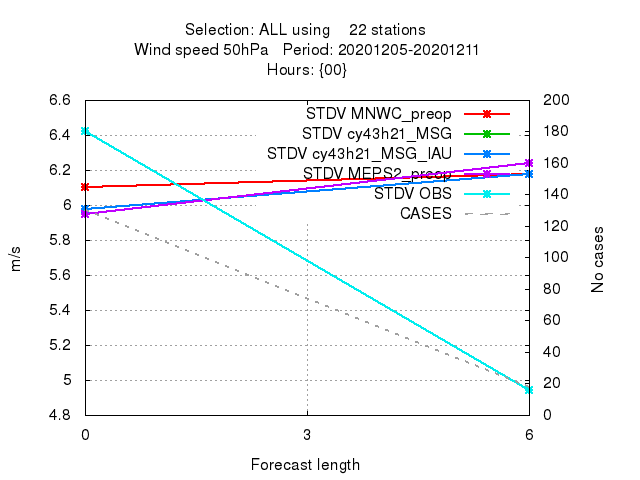 Selection: ALL using    22 stations
Wind speed 50hPa   Period: 20201205-20201211
Hours: {00}
STDV MNWC_preop
STDV cy43h21_MSG
STDV cy43h21_MSG_IAU
STDV MEPS2_preop
STDV OBS
CASES
6.6
6.4
6.2
6
5.8
5.6
5.4
5.2
5
4.8
m/s
200
180
160
140
120
100
80
60
40
20
0
No cases
0 3 6
Forecast length